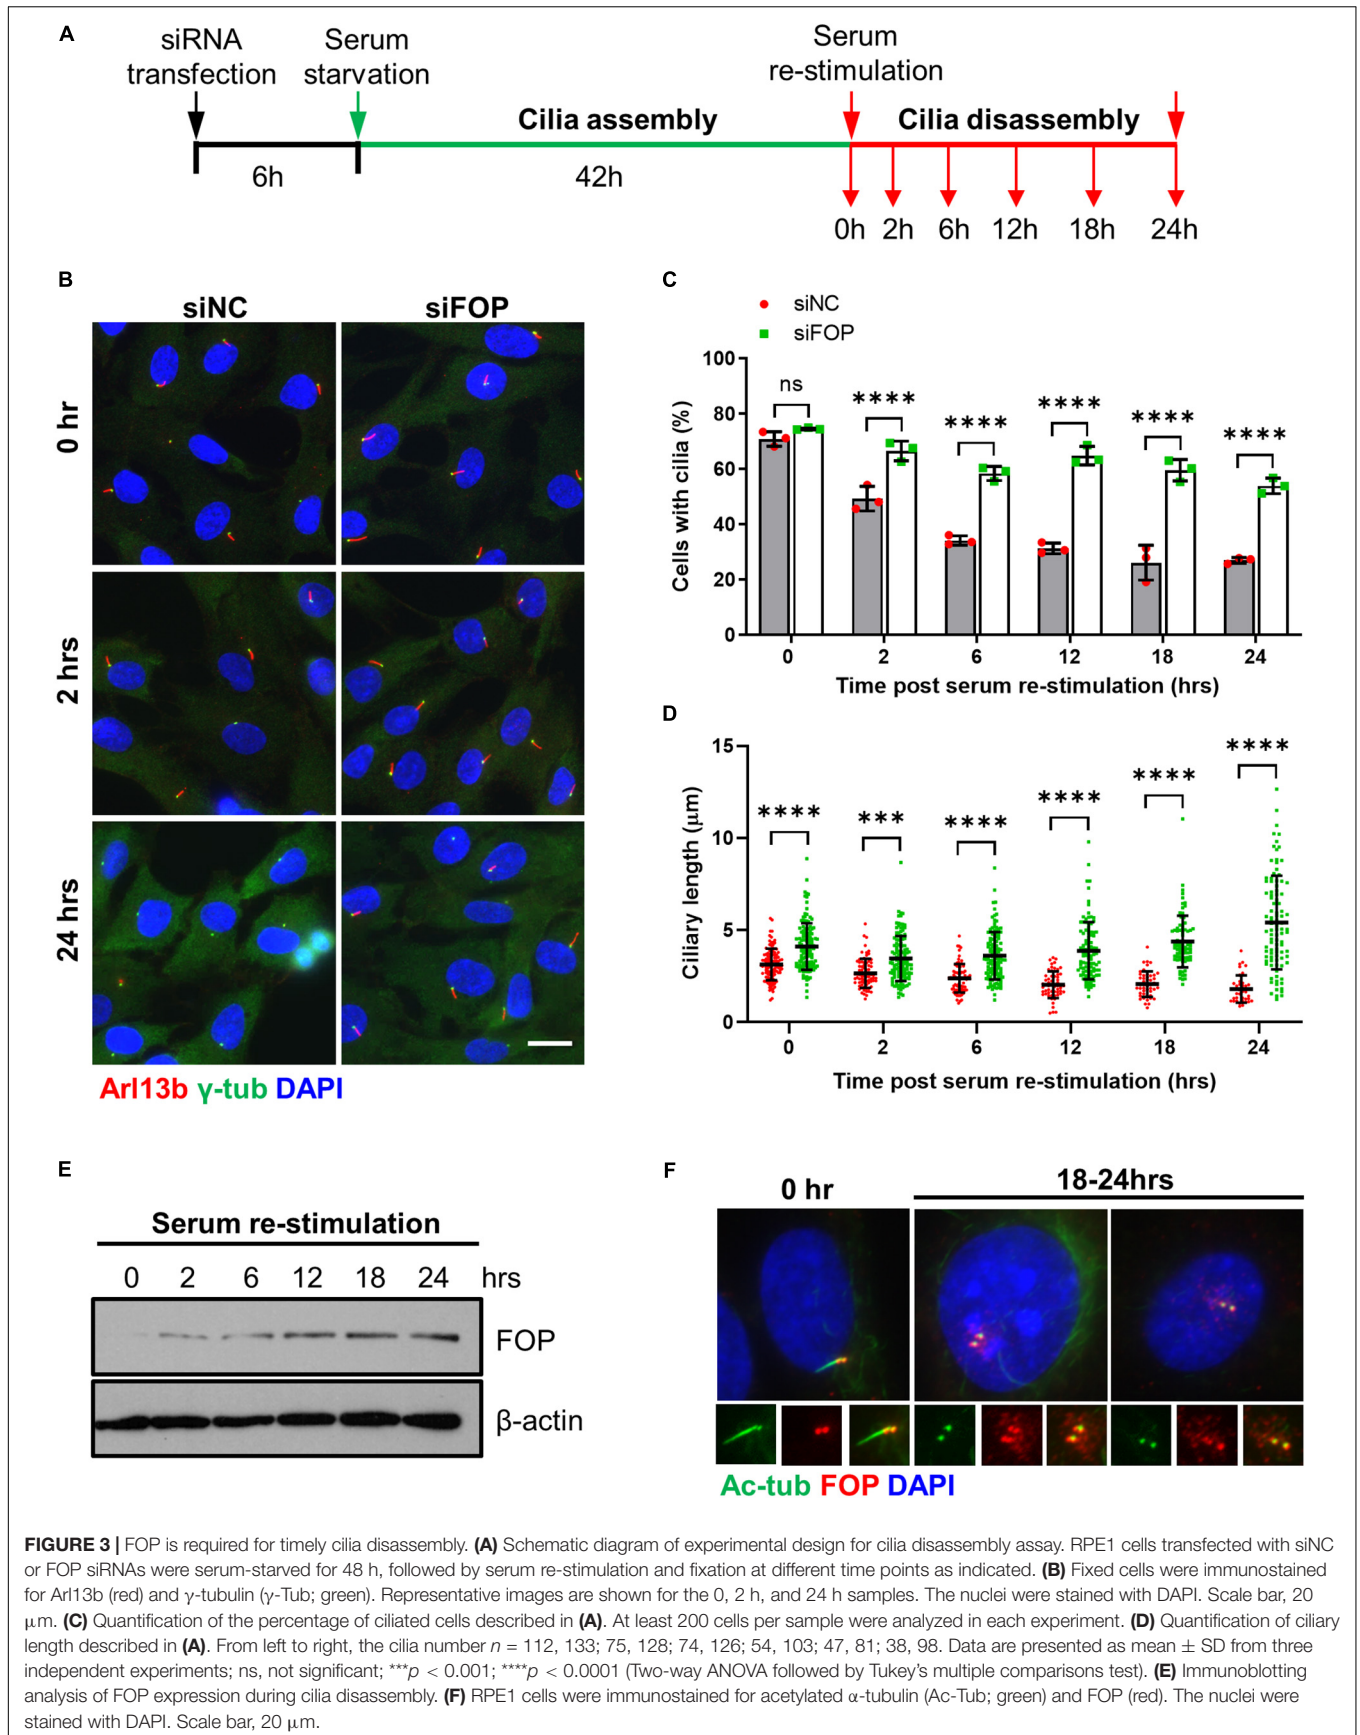 A
siRNA
transfection
Serum
starvation
Serum
re-stimulation
Cilia assembly
Cilia disassembly
6h
42h
0h 2h 6h 12h 18h 24h
B
siNC siFOP
0 hr
2 hrs
24 hrs
Arl13b γ-tub DAPI
C
siNC
siFOP
Cells with cilia (%)
100
80
60
40
20
0
ns
****
****
****
****
****
0 2 6 12 18 24
Time post serum re-stimulation (hrs)
D
Ciliary length (μm)
15
10
5
0
****
***
****
****
****
****
0 2 6 12 18 24
Time post serum re-stimulation (hrs)
E
Serum re-stimulation
0 2 6 12 18 24 hrs
FOP
β-actin
F
0 hr
18-24hrs
Ac-tub FOP DAPI
FIGURE 3 | FOP is required for timely cilia disassembly. (A) Schematic diagram of experimental design for cilia disassembly assay. RPE1 cells transfected with siNC
or FOP siRNAs were serum-starved for 48 h, followed by serum re-stimulation and fixation at different time points as indicated. (B) Fixed cells were immunostained
for Arl13b (red) and γ-tubulin (γ-Tub; green). Representative images are shown for the 0, 2 h, and 24 h samples. The nuclei were stained with DAPI. Scale bar, 20
μm. (C) Quantification of the percentage of ciliated cells described in (A). At least 200 cells per sample were analyzed in each experiment. (D) Quantification of ciliary
length described in (A). From left to right, the cilia number n = 112, 133; 75, 128; 74, 126; 54, 103; 47, 81; 38, 98. Data are presented as mean ± SD from three
independent experiments; ns, not significant; ***p < 0.001; ****p < 0.0001 (Two-way ANOVA followed by Tukey's multiple comparisons test). (E) Immunoblotting
analysis of FOP expression during cilia disassembly. (F) RPE1 cells were immunostained for acetylated α-tubulin (Ac-Tub; green) and FOP (red). The nuclei were
stained with DAPI. Scale bar, 20 μm.